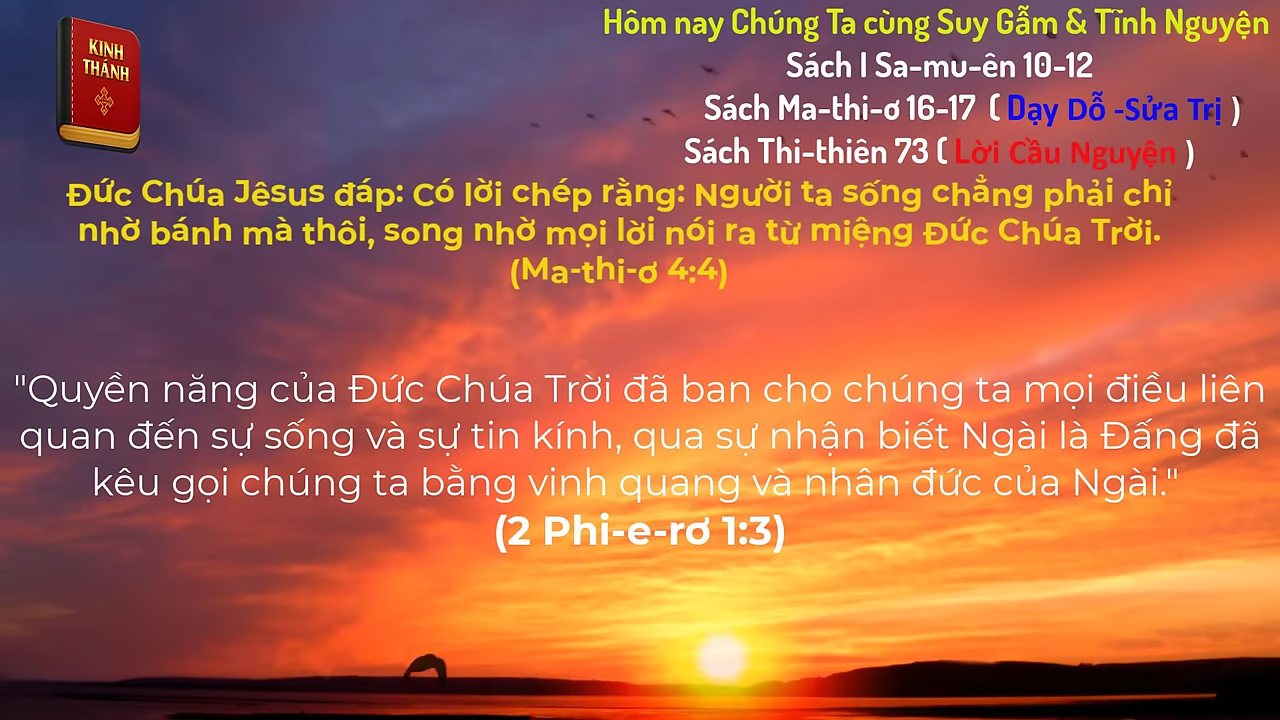 KINH
THÁNH
Hôm nay Chúng Ta cùng Suy Gẫm & Tĩnh Nguyện
Sách I Sa-mu-ên 10-12
Sách Ma-thi-ơ 16-17 ( Dạy Dỗ -Sửa Trị )
Sách Thi-thiên 73 ( Lời Cầu Nguyện )
Đức Chúa Jêsus đáp: Có lời chép rằng: Người ta sống chẳng phải chỉ
nhờ bánh mà thôi, song nhờ mọi lời nói ra từ miệng Đức Chúa Trời.
(Ma-thi-ơ 4:4)
"Quyền năng của Đức Chúa Trời đã ban cho chúng ta mọi điều liên
quan đến sự sống và sự tin kính, qua sự nhận biết Ngài là Đấng đã
kêu gọi chúng ta bằng vinh quang và nhân đức của Ngài."
(2 Phi-e-rơ 1:3)